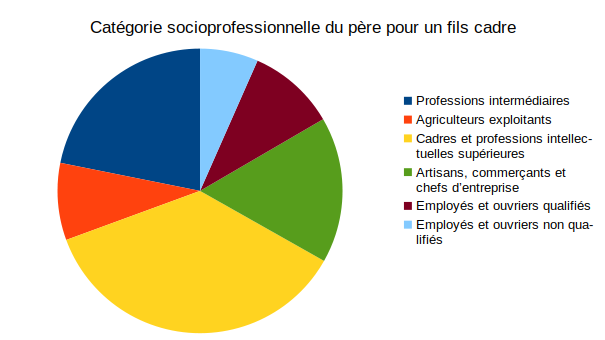 Catégorie socioprofessionnelle du père pour un fils cadre
Professions intermédiaires
Agriculteurs exploitants
Cadres et professions intellec-
tuelles supérieures
Artisans, commerçants et
chefs d'entreprise
Employés et ouvriers qualifiés
Employés et ouvriers non qua-
lifiés